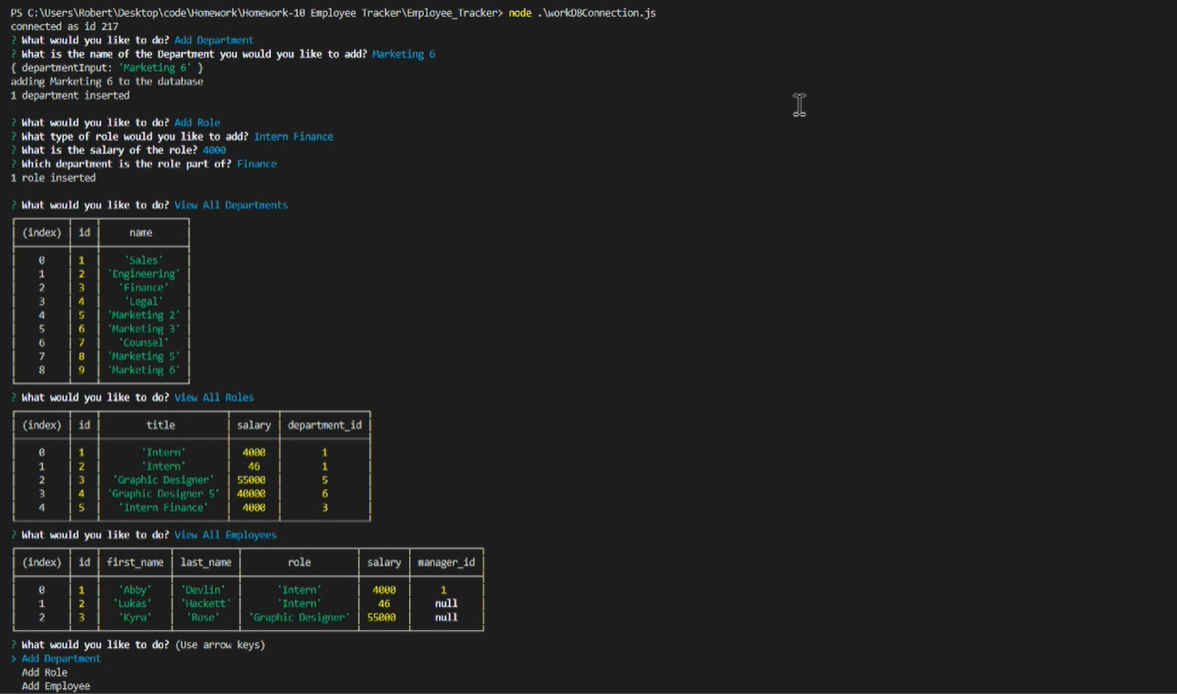 PS C:\Users\Robert\Desktop\code\Homework\Homework-10 Employee Tracker\Employee_Tracker> node .\workDBConnection.js
connected as id 217
? What would you like to do? Add Department
? What is the name of the Department you would you like to add? Marketing 6
{ departmentInput: 'Marketing 6' }
adding Marketing 6 to the database
1 department inserted
? What would you like to do? Add Role
? What type of role would you like to add? Intern Finance
? What is the salary of the role? 4000
? Which department is the role part of? Finance
1 role inserted
? What would you like to do? View All Departments
(index) id name
0 1 'Sales'
1 2 'Engineering'
2 3 'Finance'
3 4 'Legal'
4 5 'Marketing 2'
5 6 'Marketing 3'
6 7 'Counsel'
7 8 'Marketing 5'
8 9 'Marketing 6'
? What would you like to do? View All Roles
(index) id title salary department_id
0 1 'Intern' 4000 1
1 2 'Intern' 46 1
2 3 'Graphic Designer' 55000 5
3 4 'Graphic Designer 5' 40000 6
4 5 'Intern Finance' 4000 3
? What would you like to do? View All Employees
(index) id first_name last_name role salary manager_id
0 1 'Abby' 'Devlin' 'Intern' 4000 1
1 2 'Lukas' 'Hackett' 'Intern' 46 null
2 3 'Kyra' 'Rose' 'Graphic Designer' 55000 null
? What would you like to do? (Use arrow keys)
> Add Department
Add Role
Add Employee